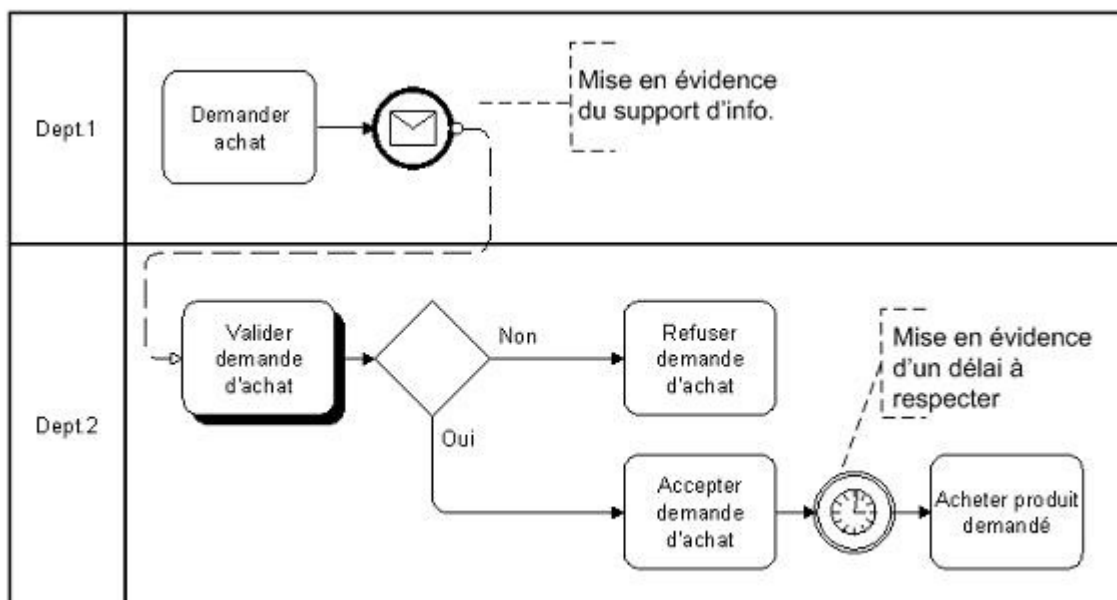 Dept.1
Demander
achat
Mise en évidence
du support d'info.
Dept.2
Valider
demande
d'achat
Non
Oui
Refuser
demande
d'achat
Mise en évidence
d'un délai à
respecter
Accepter
demande
d'achat
Acheter produit
demandé